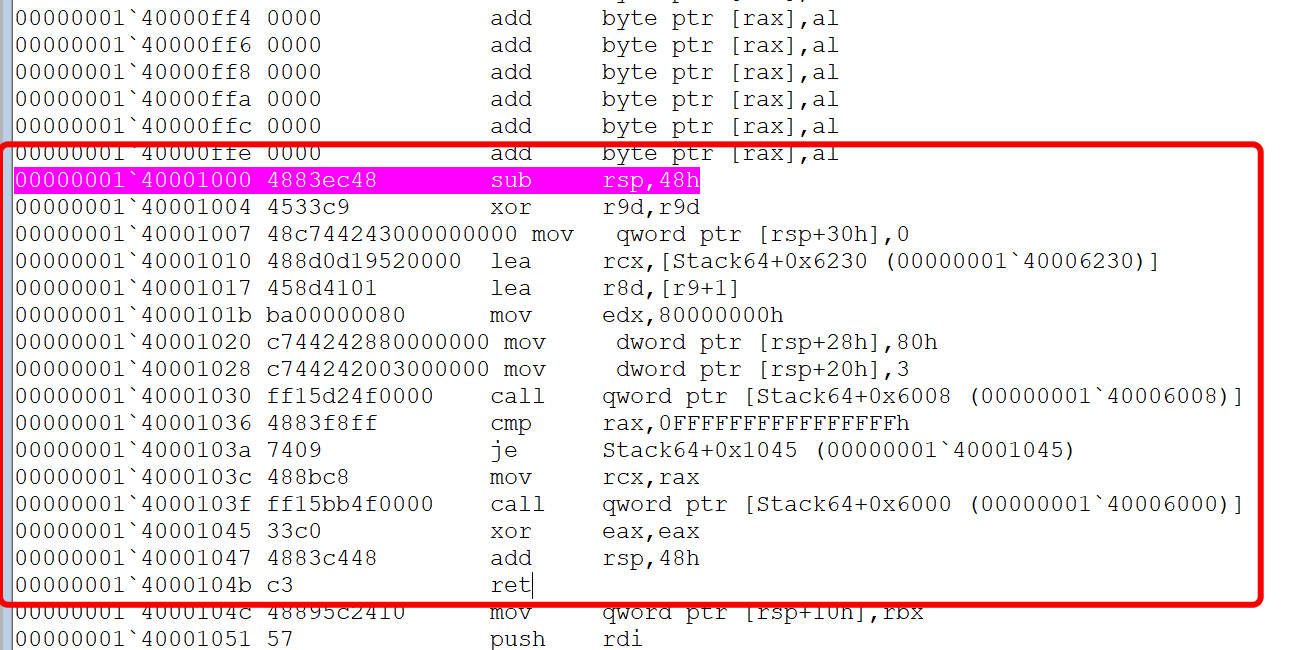 00000001`40000ff4 0000 add byte ptr [rax],al
00000001`40000ff6 0000 add byte ptr [rax],al
00000001`40000ff8 0000 add byte ptr [rax],al
00000001`40000ffa 0000 add byte ptr [rax],al
00000001`40000ffc 0000 add byte ptr [rax],al
00000001`40000ffe 0000 add byte ptr [rax],al
00000001`40001000 4883ec48 sub rsp,48h
00000001`40001004 4533c9 xor r9d,r9d
00000001`40001007 48c744243000000000 mov qword ptr [rsp+30h],0
00000001`40001010 488d0d19520000 lea rcx,[Stack64+0x6230 (00000001`40006230)]
00000001`40001017 458d4101 lea r8d,[r9+1]
00000001`4000101b ba00000080 mov edx,80000000h
00000001`40001020 c744242880000000 mov dword ptr [rsp+28h],80h
00000001`40001028 c744242003000000 mov dword ptr [rsp+20h],3
00000001`40001030 ff15d24f0000 call qword ptr [Stack64+0x6008 (00000001`40006008)]
00000001`40001036 4883f8ff cmp rax,0FFFFFFFFFFFFFFFFh
00000001`4000103a 7409 je Stack64+0x1045 (00000001`40001045)
00000001`4000103c 488bc8 mov rcx,rax
00000001`4000103f ff15bb4f0000 call qword ptr [Stack64+0x6000 (00000001`40006000)]
00000001`40001045 33c0 xor eax,eax
00000001`40001047 4883c448 add rsp,48h
00000001`4000104b c3 ret
00000001`4000104c 48895c2410 mov qword ptr [rsp+10h],rbx
00000001`40001051 57 push rdi